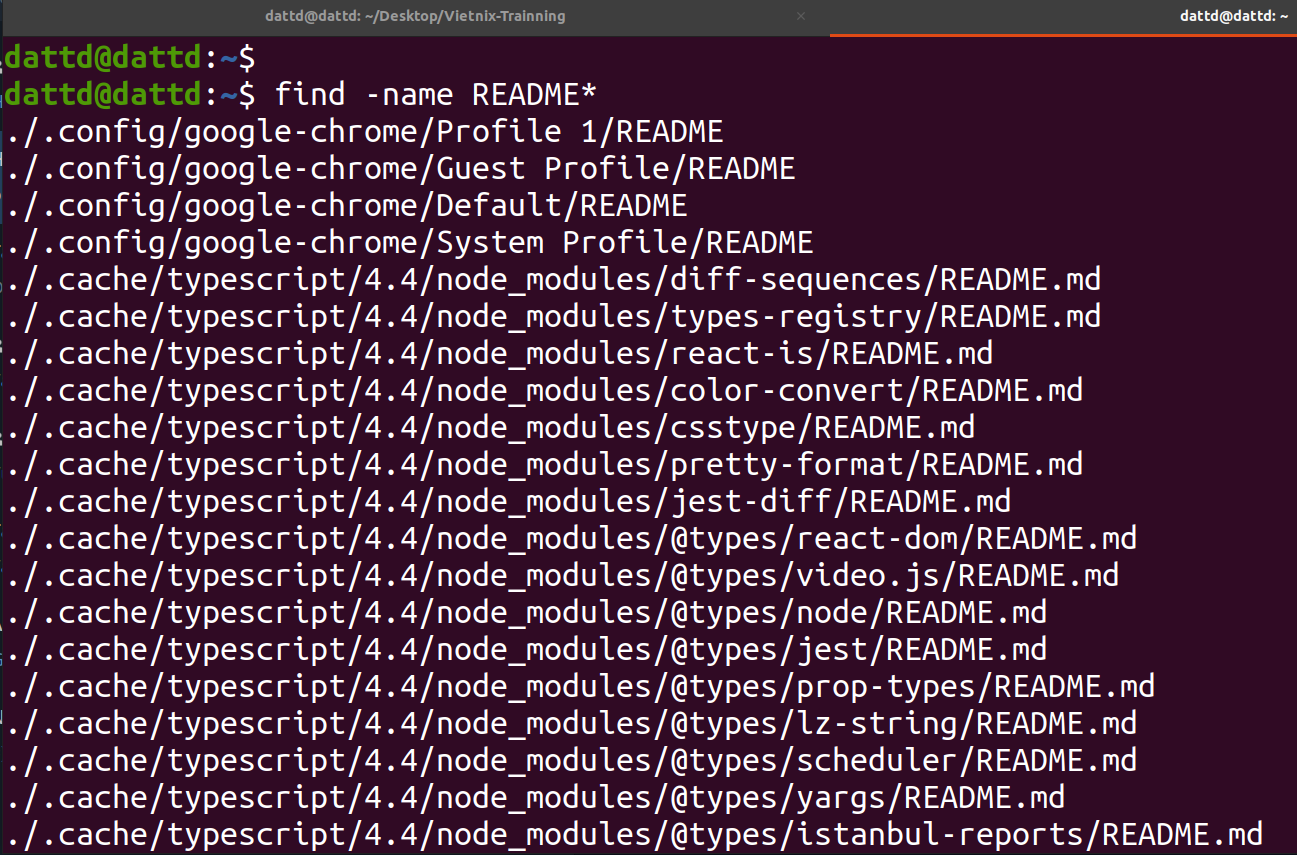 dattd@dattd: ~/Desktop/Vietnix-Trainning × dattd@dattd: ~
dattd@dattd:~$
dattd@dattd:~$ find -name README*
./.config/google-chrome/Profile 1/README
./.config/google-chrome/Guest Profile/README
./.config/google-chrome/Default/README
./.config/google-chrome/System Profile/README
./.cache/typescript/4.4/node_modules/diff-sequences/README.md
./.cache/typescript/4.4/node_modules/types-registry/README.md
./.cache/typescript/4.4/node_modules/react-is/README.md
./.cache/typescript/4.4/node_modules/color-convert/README.md
./.cache/typescript/4.4/node_modules/csstype/README.md
./.cache/typescript/4.4/node_modules/pretty-format/README.md
./.cache/typescript/4.4/node_modules/jest-diff/README.md
./.cache/typescript/4.4/node_modules/@types/react-dom/README.md
./.cache/typescript/4.4/node_modules/@types/video.js/README.md
./.cache/typescript/4.4/node_modules/@types/node/README.md
./.cache/typescript/4.4/node_modules/@types/jest/README.md
./.cache/typescript/4.4/node_modules/@types/prop-types/README.md
./.cache/typescript/4.4/node_modules/@types/lz-string/README.md
./.cache/typescript/4.4/node_modules/@types/scheduler/README.md
./.cache/typescript/4.4/node_modules/@types/yargs/README.md
./.cache/typescript/4.4/node_modules/@types/istanbul-reports/README.md